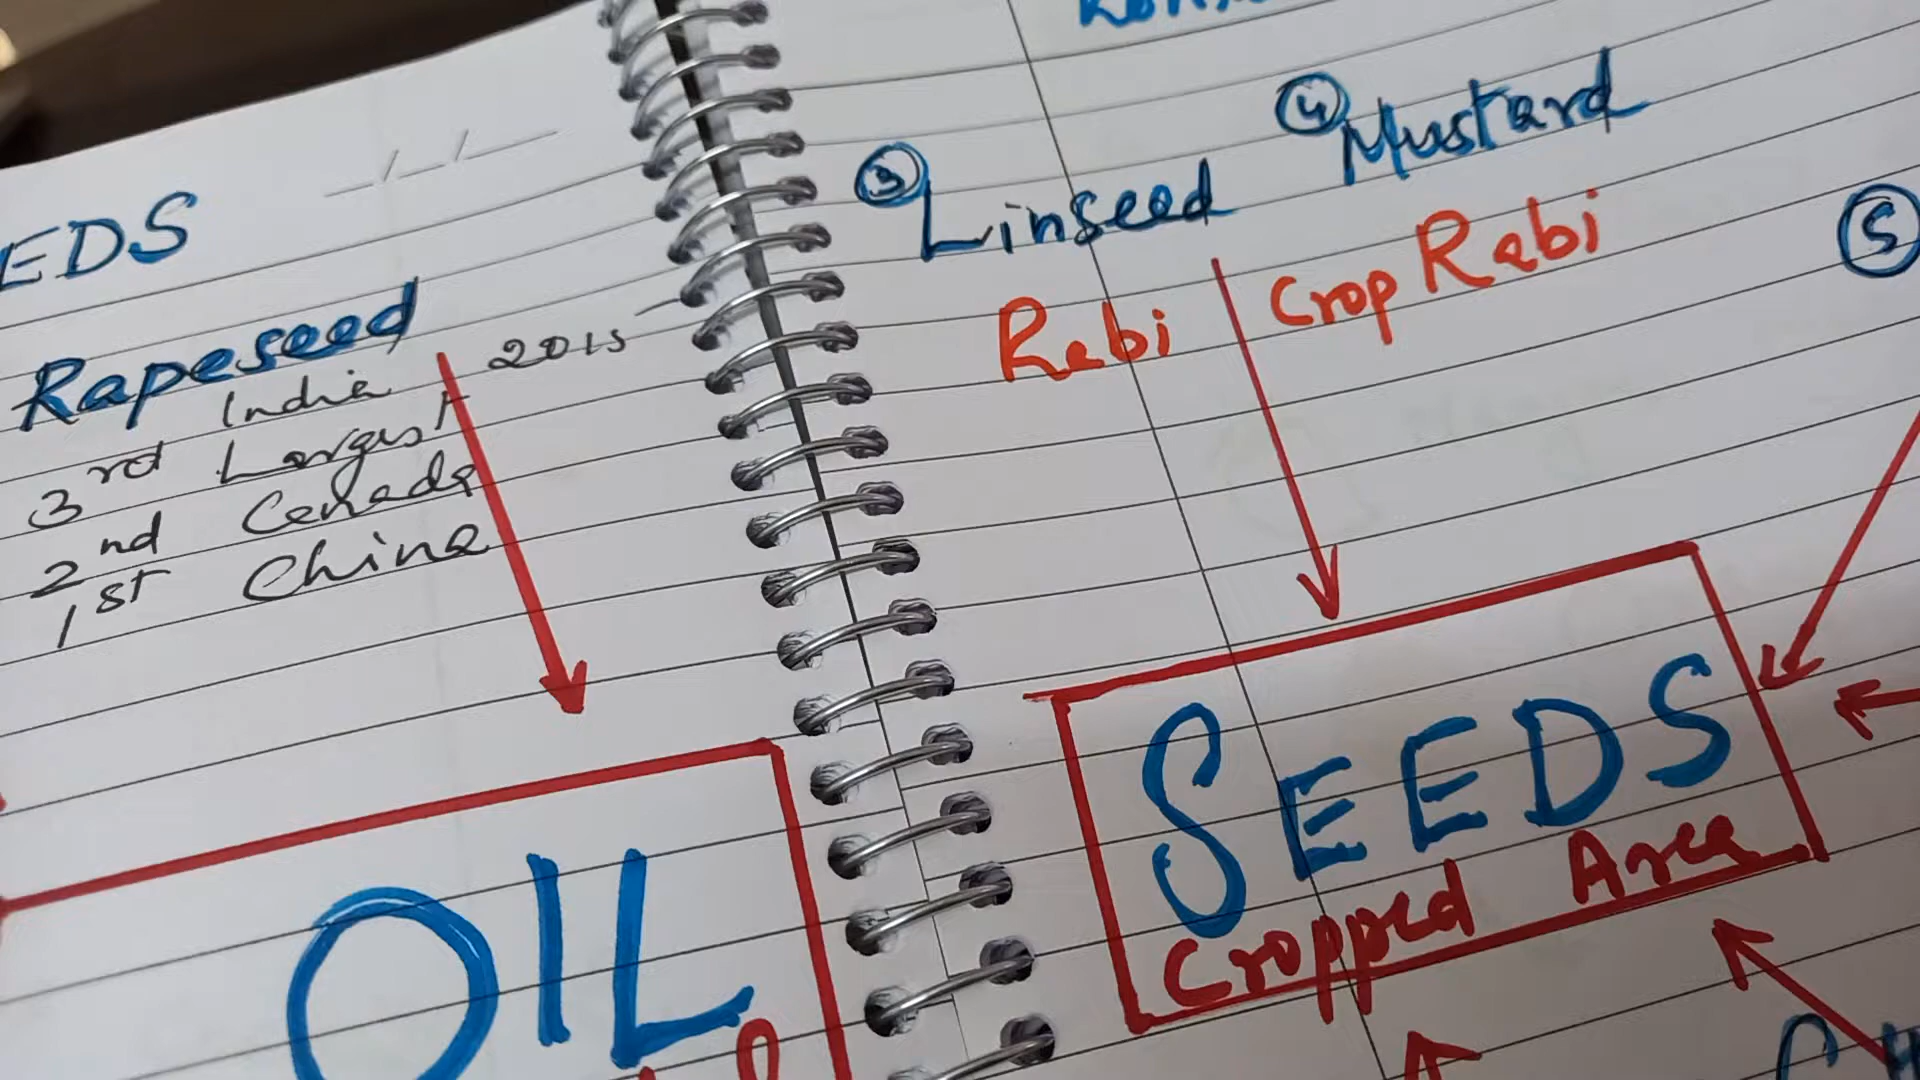 EDS
Rapeseed
2015
India
3rd Largest
2nd Canada
1st China
OIL
③ Linseed
④ Mustard
Rabi
Crop Rabi
⑤
SEEDS
Cropped Area